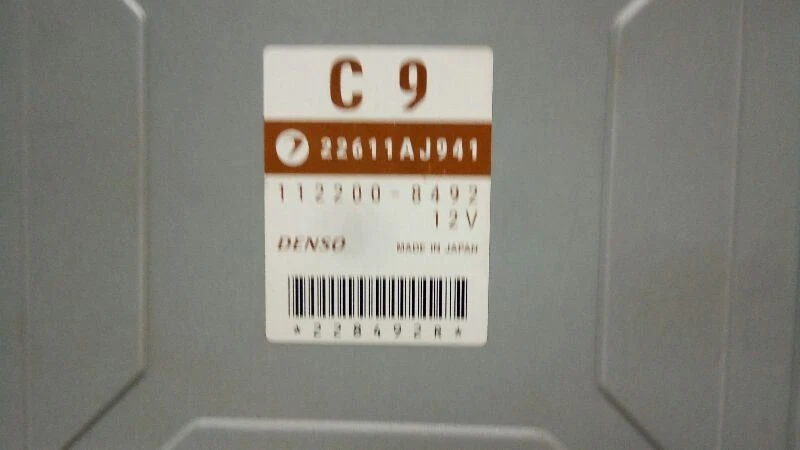 C 9
22611AJ941
112200-8492
12V
DENSO
MADE IN JAPAN
*228492R*